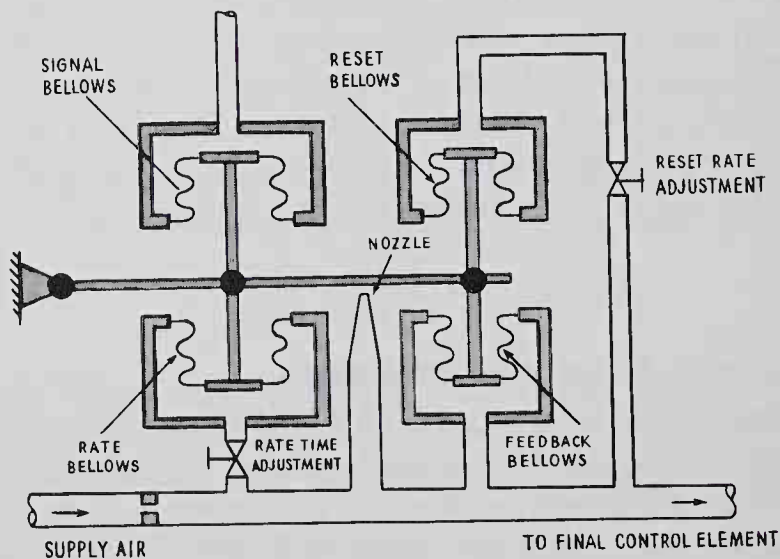 SIGNAL
BELLOWS
RESET
BELLOWS
RESET RATE
ADJUSTMENT
NOZZLE
RATE
BELLOWS
RATE TIME
ADJUSTMENT
FEEDBACK
BELLOWS
SUPPLY AIR
TO FINAL CONTROL ELEMENT